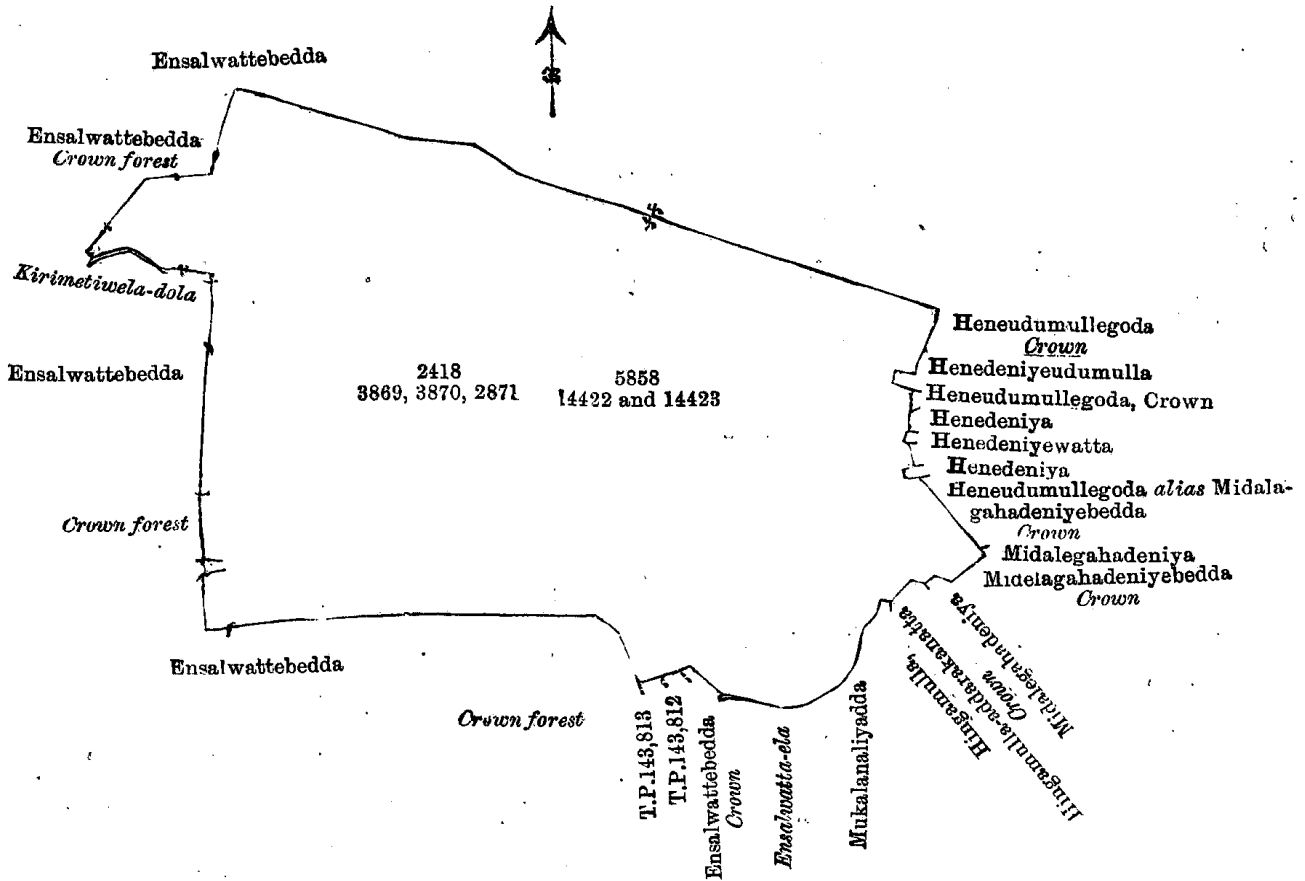 Ensalwattebedda
Ensalwattebedda
Crown forest
Kirimetiwela-dola
Ensalwattebedda
Crown forest
Ensalwattebedda
Crown forest
2418
3869, 3870, 2871
5858
14422 and 14423
Heneudumullegoda
Crown
Henedeniyeudumulla
Heneudumullegoda, Crown
Henedeniya
Henedeniyewatta
Henedeniya
Heneudumullegoda alias Midala-
gahadeniyebedda
Crown
Midalegahadeniya
Midelagahadeniyebedda
Crown
Midalegahadeniya
Crown
Hingamulla-addarakanatta
Hingamulla,
Mukalanaliyadda
Ensalwatta-ela
Ensalwattebedda
Crown
T.P.143,812
T.P.143,813